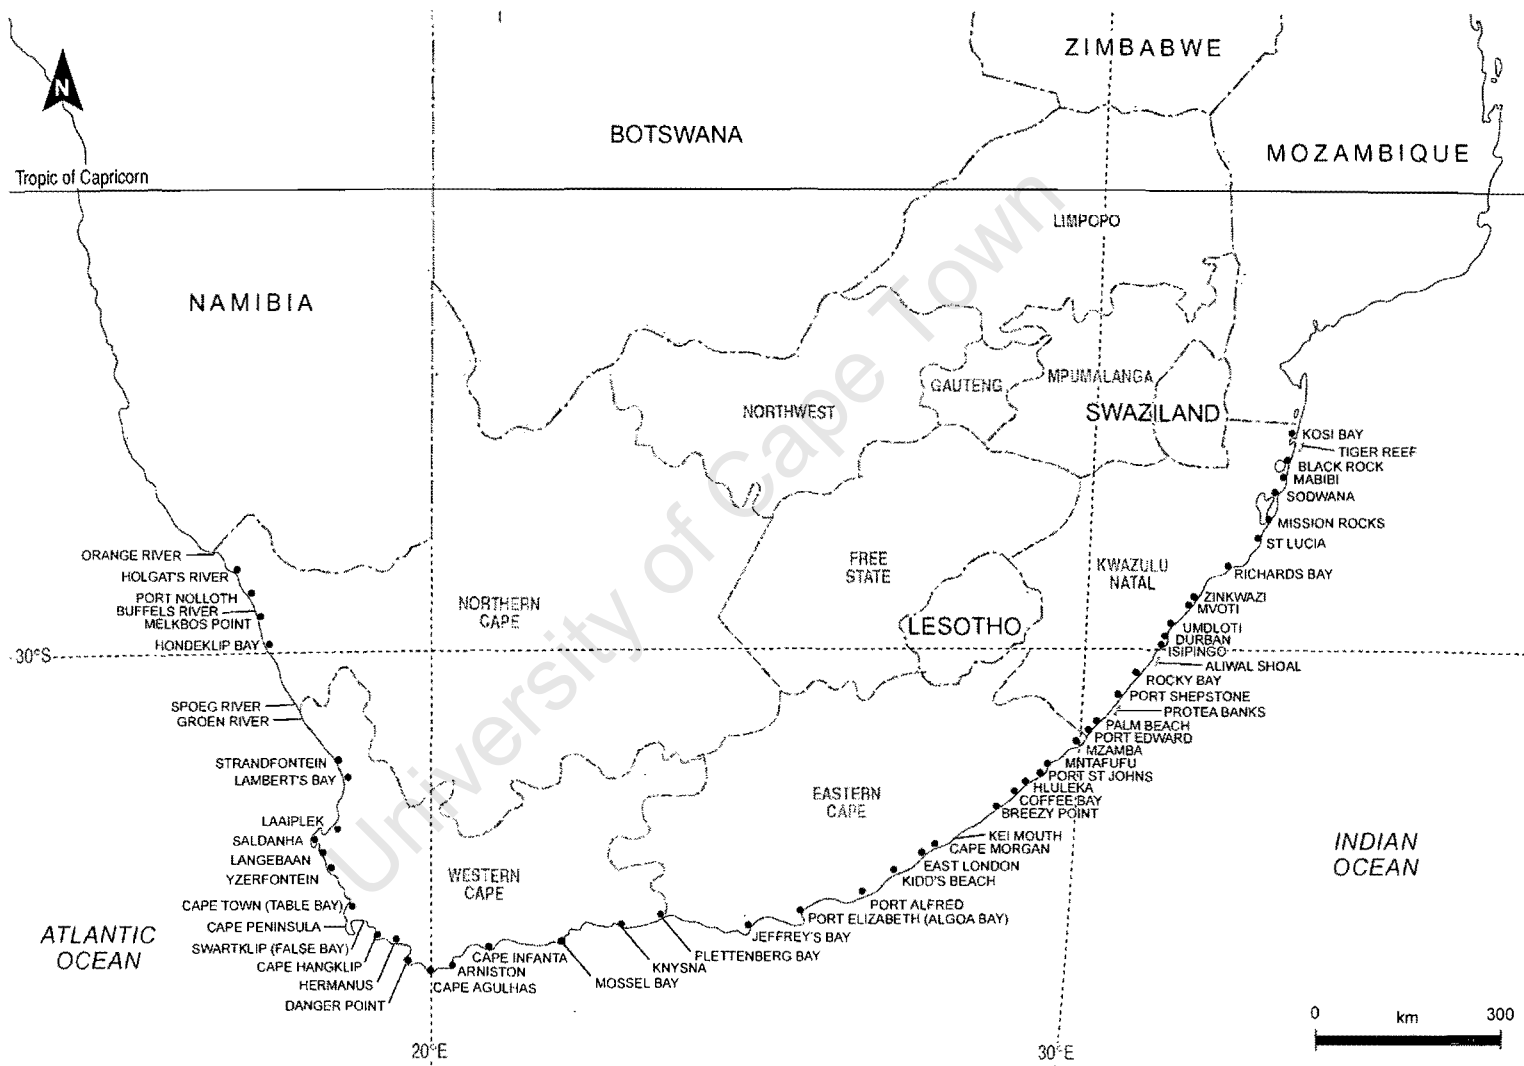 ZIMBABWE
N
BOTSWANA
MOZAMBIQUE
Tropic of Capricorn
LIMPOPO
NAMIBIA
GAUTENG
MPUMALANGA
NORTHWEST
SWAZILAND
KOSI BAY
TIGER REEF
BLACK ROCK
MABIBI
SODWANA
MISSION ROCKS
ST LUCIA
ORANGE RIVER
HOLGAT'S RIVER
PORT NOLLOTH
BUFFELS RIVER
MELKBOS POINT
HONDEKLIP BAY
FREE
STATE
KWAZULU
NATAL
RICHARDS BAY
NORTHERN
CAPE
ZINKWAZI
MVOTI
LESOTHO
UMDLOTI
DURBAN
ISIPINGO
30°S
ALIWAL SHOAL
ROCKY BAY
PORT SHEPSTONE
PROTEA BANKS
PALM BEACH
PORT EDWARD
MZAMBA
MNTAFUFU
PORT ST JOHNS
HLULEKA
COFFEE BAY
BREEZY POINT
SPOEG RIVER
GROEN RIVER
STRANDFONTEIN
LAMBERT'S BAY
EASTERN
CAPE
LAAIPLEK
SALDANHA
LANGEBAAN
YZERFONTEIN
KEI MOUTH
CAPE MORGAN
EAST LONDON
KIDD'S BEACH
INDIAN
OCEAN
WESTERN
CAPE
CAPE TOWN (TABLE BAY)
CAPE PENINSULA
SWARTKLIP (FALSE BAY)
CAPE HANGKLIP
HERMANUS
DANGER POINT
PORT ALFRED
PORT ELIZABETH (ALGOA BAY)
JEFFREY'S BAY
PLETTENBERG BAY
KNYSNA
MOSSEL BAY
CAPE INFANTA
ARNISTON
CAPE AGULHAS
ATLANTIC
OCEAN
0 km 300
20°E
30°E
University of Cape Town